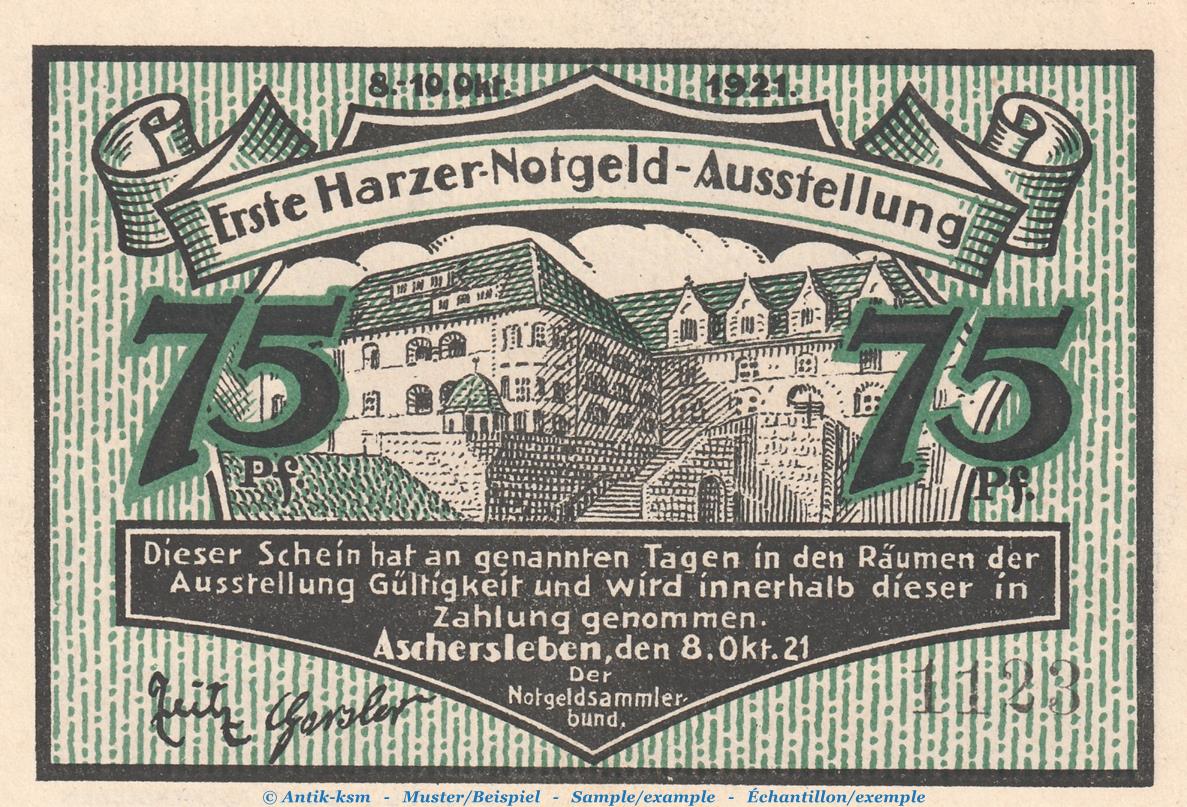 8.-10. Okt. 1921.
Erste Harzer-Notgeld-Ausstellung
75 75
Pf. Pf.
Dieser Schein hat an genannten Tagen in den Räumen der
Ausstellung Gültigkeit und wird innerhalb dieser in
Zahlung genommen.
Aschersleben, den 8. Okt. 21
Der
Notgeldsammler-
bund.
Fritz
1123
© Antik-ksm - Muster/Beispiel - Sample/example - Échantillon/exemple